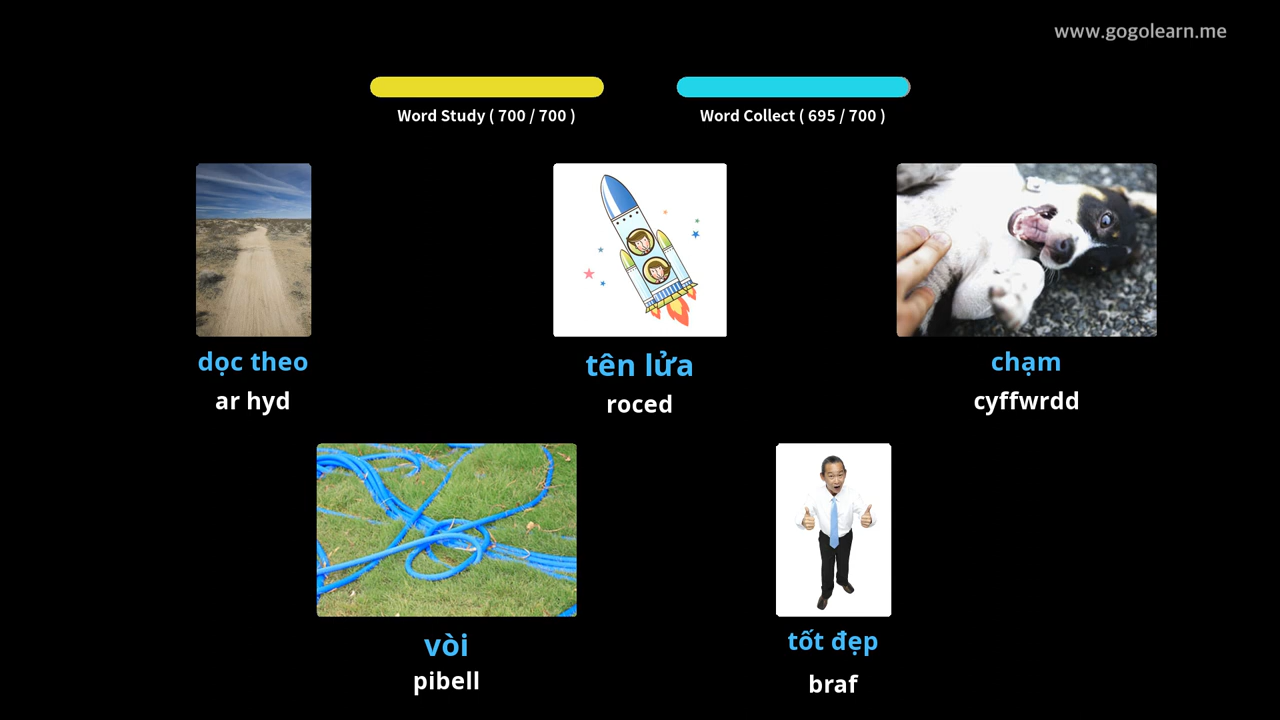 www.gogolearn.me
Word Study ( 700 / 700 )
Word Collect ( 695 / 700 )
dọc theo
ar hyd
tên lửa
roced
chạm
cyffwrdd
vòi
pibell
tốt đẹp
braf